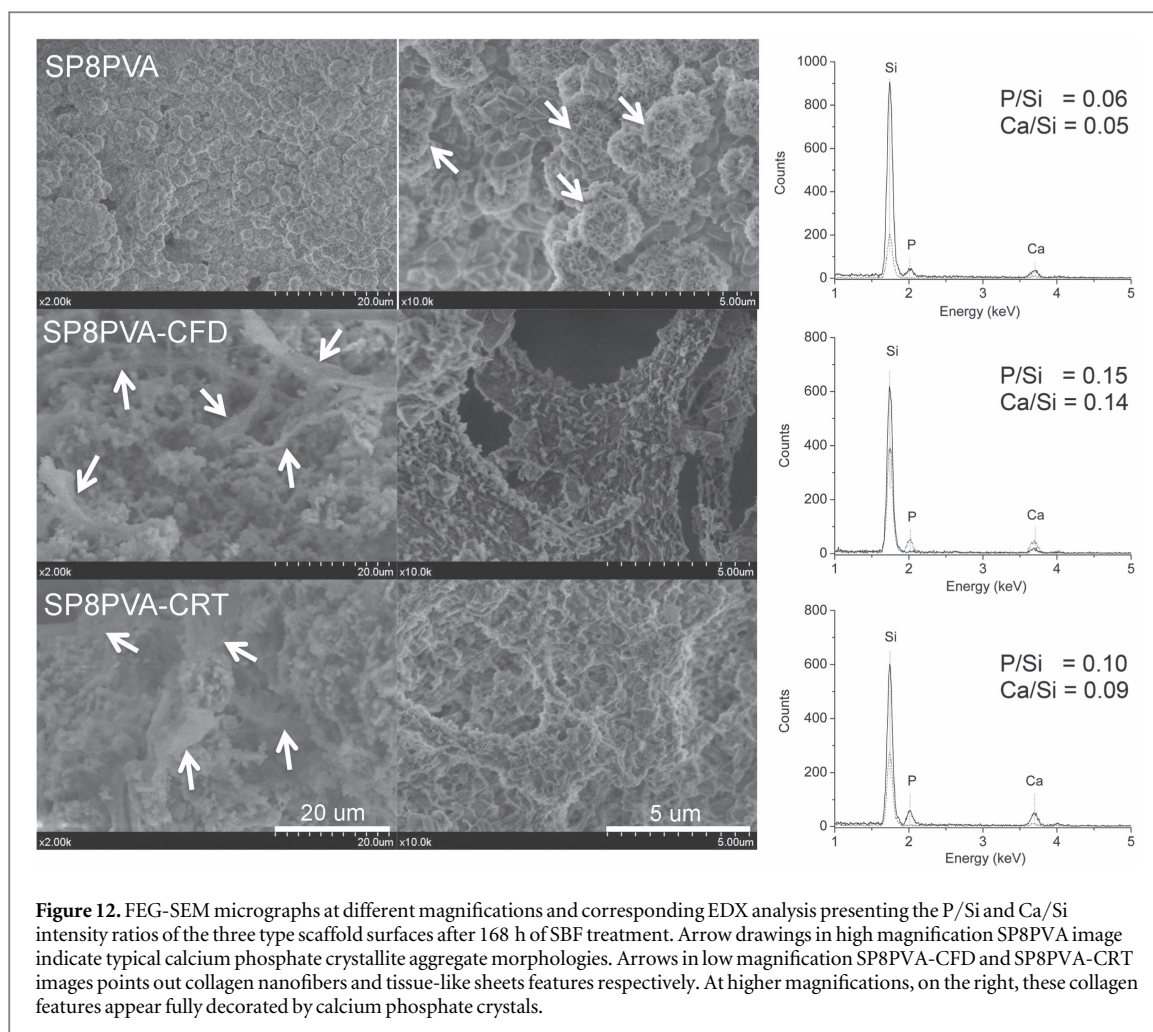 SP8PVA
x2.00k 20.0um
x10.0k 5.00um
1000
800
600
400
200
0
Counts
Si
P
Ca
P/Si = 0.06
Ca/Si = 0.05
1 2 3 4 5
Energy (keV)
SP8PVA-CFD
x2.00k 20.0um
x10.0k 5.00um
800
600
400
200
0
Counts
Si
P
Ca
P/Si = 0.15
Ca/Si = 0.14
1 2 3 4 5
Energy (keV)
SP8PVA-CRT
20 um
x2.00k 20.0um
5 um
x10.0k 5.00um
800
600
400
200
0
Counts
Si
P
Ca
P/Si = 0.10
Ca/Si = 0.09
1 2 3 4 5
Energy (keV)
Figure 12. FEG-SEM micrographs at different magnifications and corresponding EDX analysis presenting the P/Si and Ca/Si
intensity ratios of the three type scaffold surfaces after 168 h of SBF treatment. Arrow drawings in high magnification SP8PVA image
indicate typical calcium phosphate crystallite aggregate morphologies. Arrows in low magnification SP8PVA-CFD and SP8PVA-CRT
images points out collagen nanofibers and tissue-like sheets features respectively. At higher magnifications, on the right, these collagen
features appear fully decorated by calcium phosphate crystals.